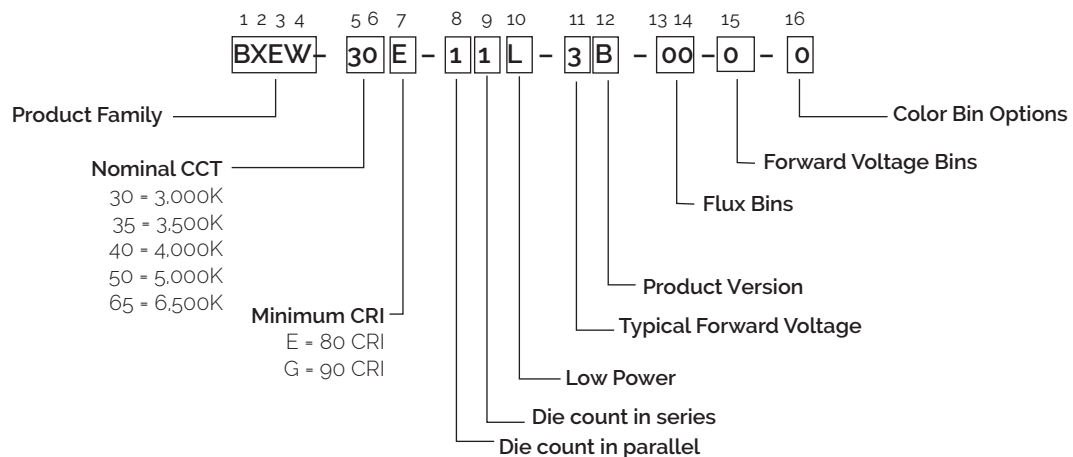 1 2 3 4 5 6 7 8 9 10 11 12 13 14 15 16
BXEW– 30 E – 1 1 L – 3 B – 00 – 0 – 0
Product Family
Color Bin Options
Nominal CCT
Forward Voltage Bins
30 = 3,000K
35 = 3,500K
Flux Bins
40 = 4,000K
50 = 5,000K
65 = 6,500K
Product Version
Minimum CRI
Typical Forward Voltage
E = 80 CRI
G = 90 CRI
Low Power
Die count in series
Die count in parallel